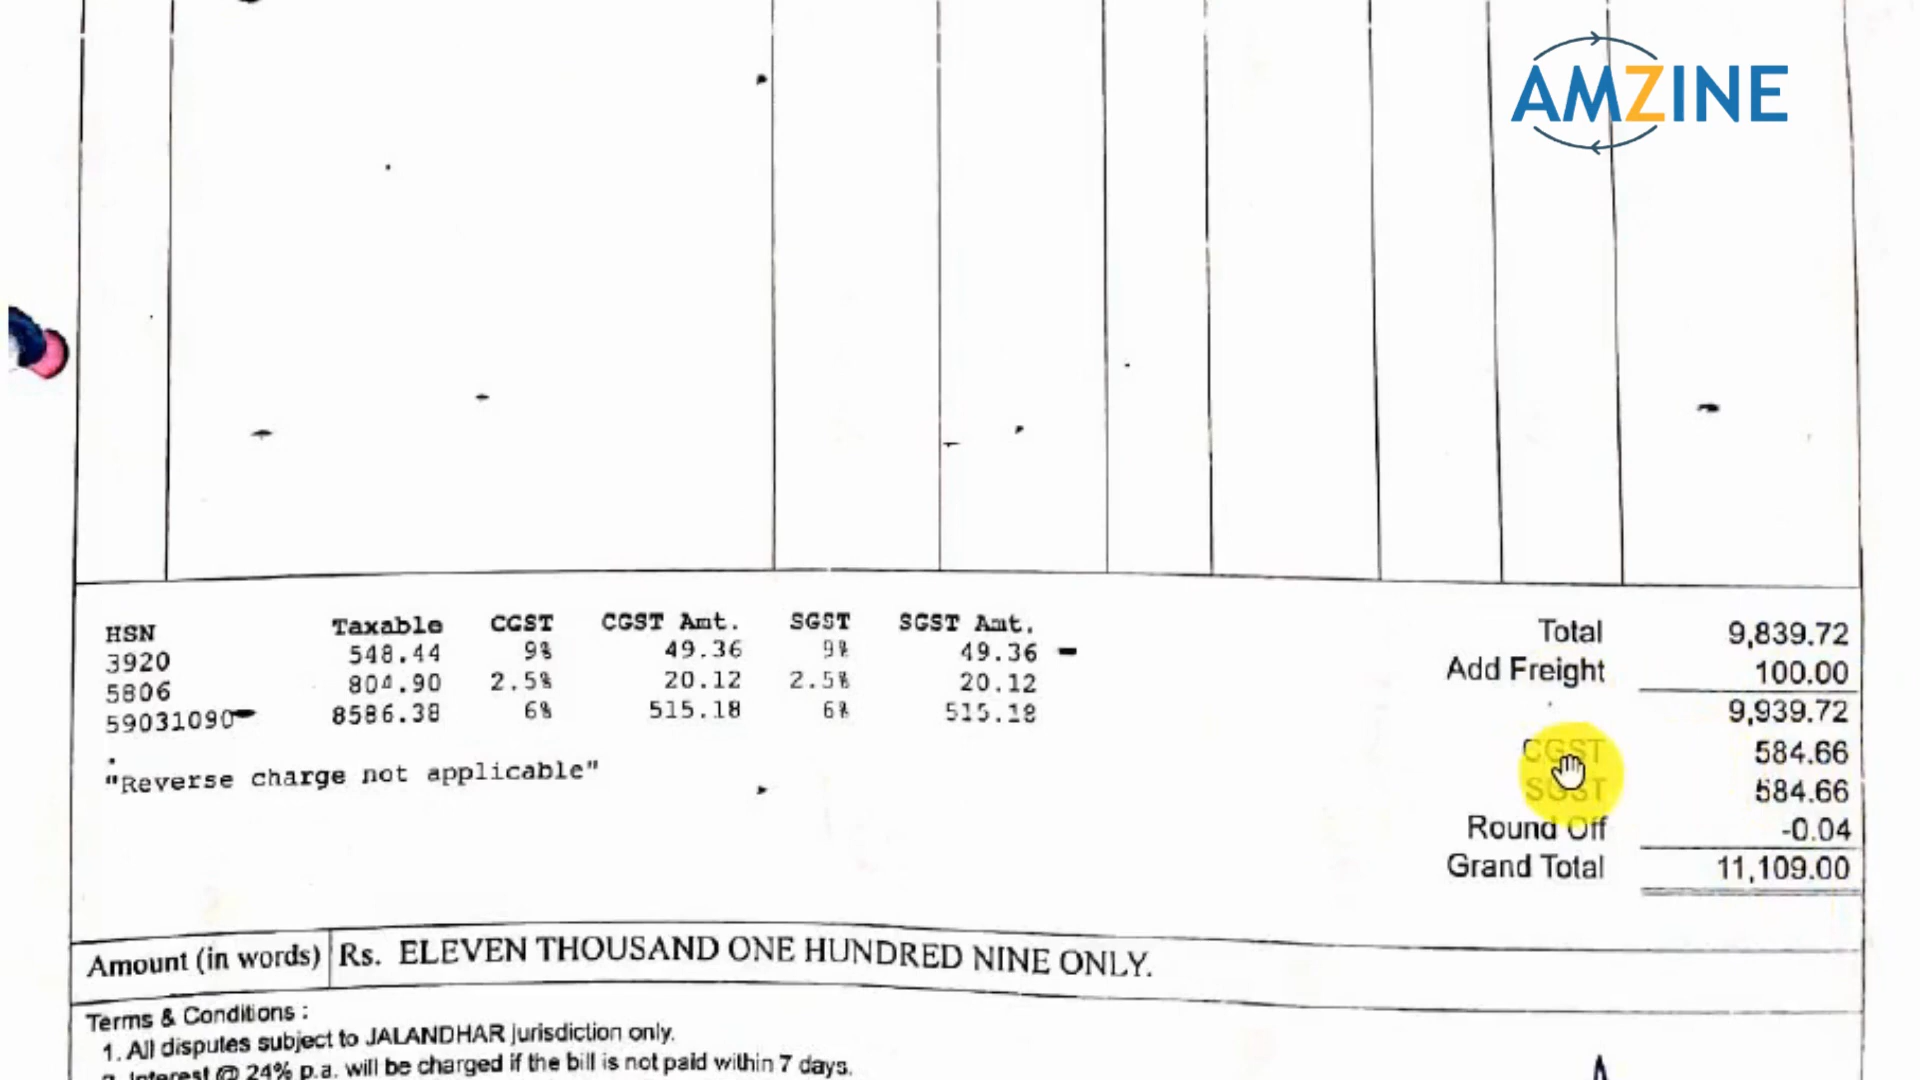 AMZINE
HSN Taxable CGST CGST Amt. SGST SGST Amt.
3920 548.44 9% 49.36 9% 49.36
5806 804.90 2.5% 20.12 2.5% 20.12
59031090 8586.38 6% 515.18 6% 515.18
"Reverse charge not applicable"
Total 9,839.72
Add Freight 100.00
9,939.72
CGST 584.66
SGST 584.66
Round Off -0.04
Grand Total 11,109.00
Amount (in words) Rs. ELEVEN THOUSAND ONE HUNDRED NINE ONLY.
Terms & Conditions :
1. All disputes subject to JALANDHAR jurisdiction only.
2. Interest @ 24% p.a. will be charged if the bill is not paid within 7 days.